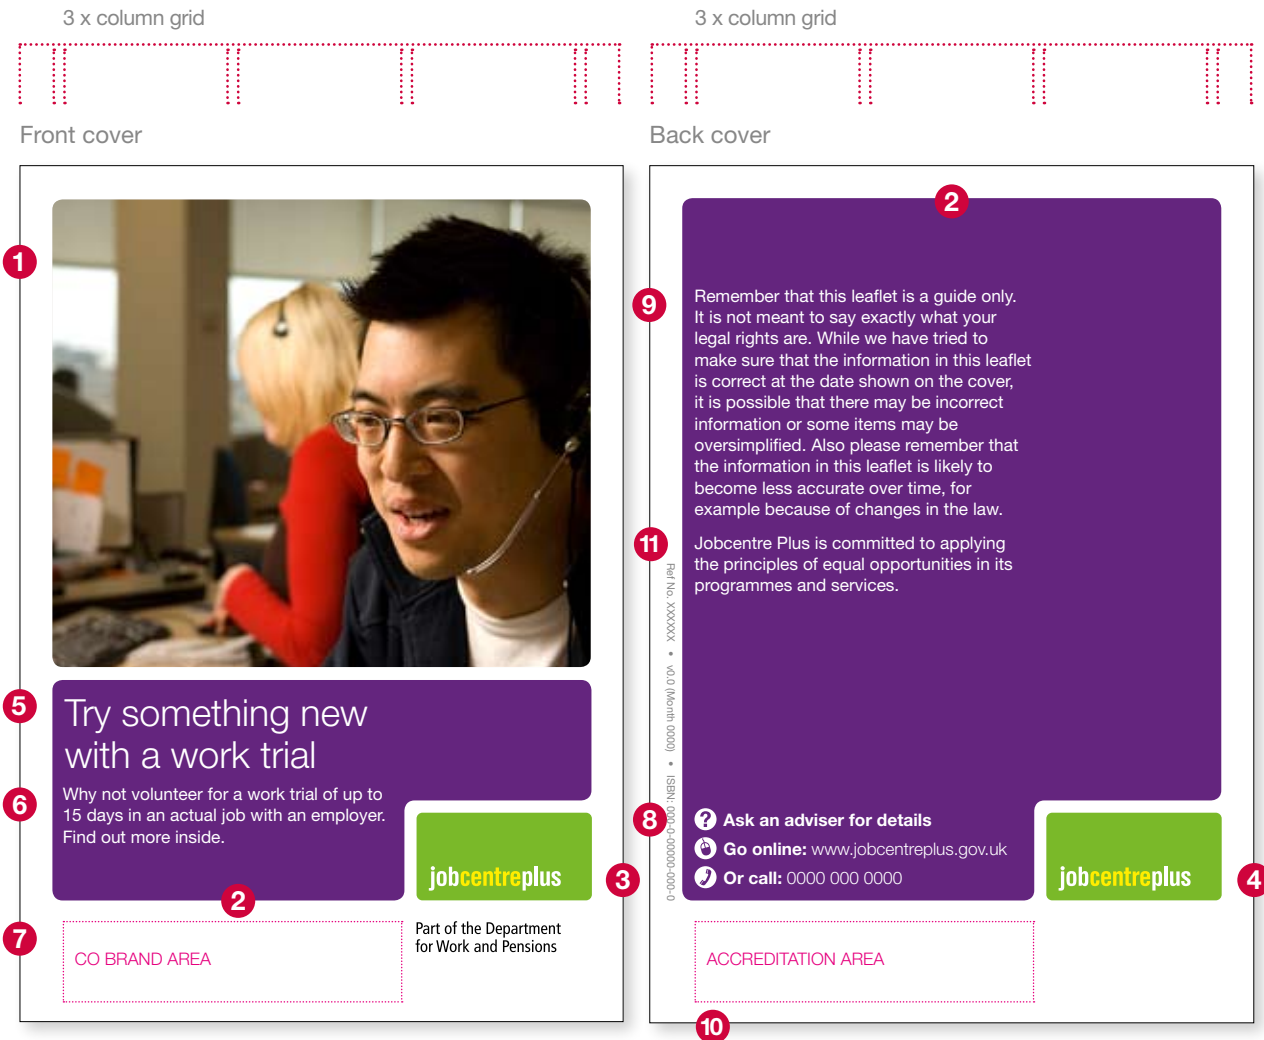 3 x column grid
3 x column grid
Front cover
Back cover
1
5
Try something new
with a work trial
6
Why not volunteer for a work trial of up to
15 days in an actual job with an employer.
Find out more inside.
jobcentreplus
3
2
7
CO BRAND AREA
Part of the Department
for Work and Pensions
2
9
Remember that this leaflet is a guide only.
It is not meant to say exactly what your
legal rights are. While we have tried to
make sure that the information in this leaflet
is correct at the date shown on the cover,
it is possible that there may be incorrect
information or some items may be
oversimplified. Also please remember that
the information in this leaflet is likely to
become less accurate over time, for
example because of changes in the law.
11
Jobcentre Plus is committed to applying
the principles of equal opportunities in its
programmes and services.
Ref No. XXXXXX • v0.0 (Month 0000) • ISBN: 000-0-00000-000-0
8
Ask an adviser for details
Go online: www.jobcentreplus.gov.uk
Or call: 0000 000 0000
jobcentreplus
4
ACCREDITATION AREA
10